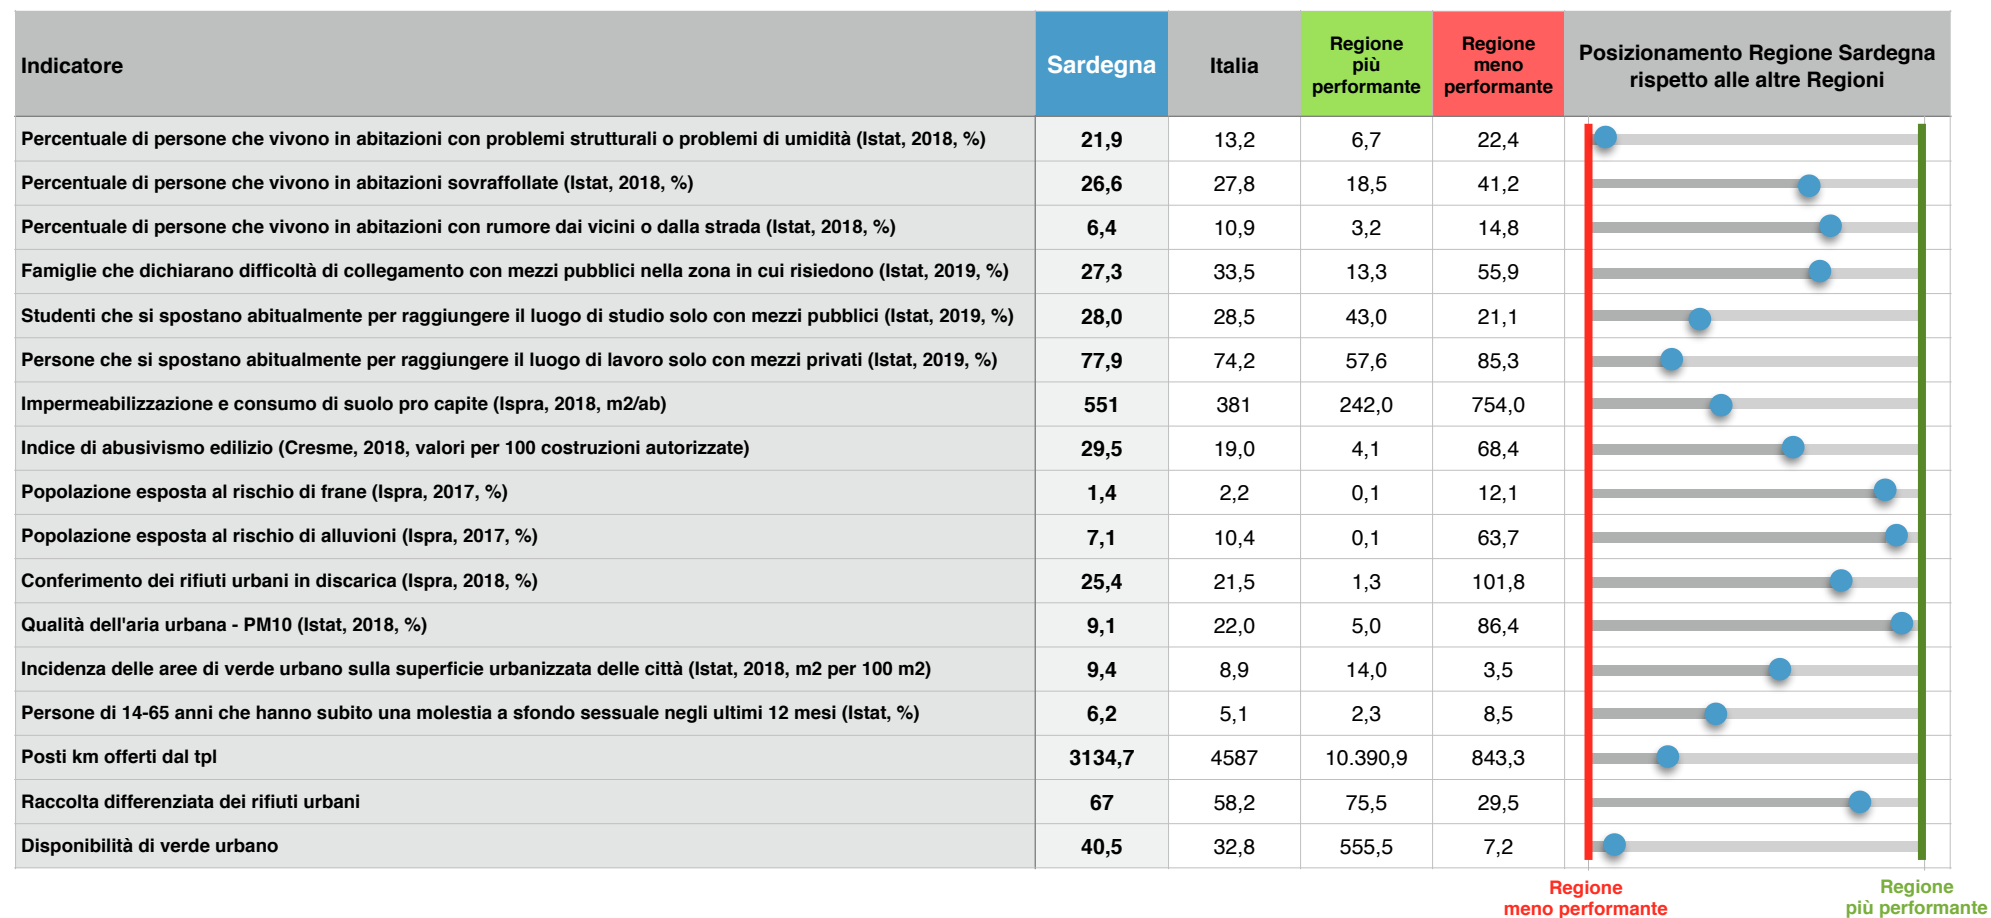 Indicatore Sardegna Italia Regione più performante Regione meno performante Posizionamento Regione Sardegna rispetto alle altre Regioni
Percentuale di persone che vivono in abitazioni con problemi strutturali o problemi di umidità (Istat, 2018, %) 21,9 13,2 6,7 22,4
Percentuale di persone che vivono in abitazioni sovraffollate (Istat, 2018, %) 26,6 27,8 18,5 41,2
Percentuale di persone che vivono in abitazioni con rumore dai vicini o dalla strada (Istat, 2018, %) 6,4 10,9 3,2 14,8
Famiglie che dichiarano difficoltà di collegamento con mezzi pubblici nella zona in cui risiedono (Istat, 2019, %) 27,3 33,5 13,3 55,9
Studenti che si spostano abitualmente per raggiungere il luogo di studio solo con mezzi pubblici (Istat, 2019, %) 28,0 28,5 43,0 21,1
Persone che si spostano abitualmente per raggiungere il luogo di lavoro solo con mezzi privati (Istat, 2019, %) 77,9 74,2 57,6 85,3
Impermeabilizzazione e consumo di suolo pro capite (Ispra, 2018, m2/ab) 551 381 242,0 754,0
Indice di abusivismo edilizio (Cresme, 2018, valori per 100 costruzioni autorizzate) 29,5 19,0 4,1 68,4
Popolazione esposta al rischio di frane (Ispra, 2017, %) 1,4 2,2 0,1 12,1
Popolazione esposta al rischio di alluvioni (Ispra, 2017, %) 7,1 10,4 0,1 63,7
Conferimento dei rifiuti urbani in discarica (Ispra, 2018, %) 25,4 21,5 1,3 101,8
Qualità dell'aria urbana - PM10 (Istat, 2018, %) 9,1 22,0 5,0 86,4
Incidenza delle aree di verde urbano sulla superficie urbanizzata delle città (Istat, 2018, m2 per 100 m2) 9,4 8,9 14,0 3,5
Persone di 14-65 anni che hanno subito una molestia a sfondo sessuale negli ultimi 12 mesi (Istat, %) 6,2 5,1 2,3 8,5
Posti km offerti dal tpl 3134,7 4587 10.390,9 843,3
Raccolta differenziata dei rifiuti urbani 67 58,2 75,5 29,5
Disponibilità di verde urbano 40,5 32,8 555,5 7,2
Regione meno performante
Regione più performante